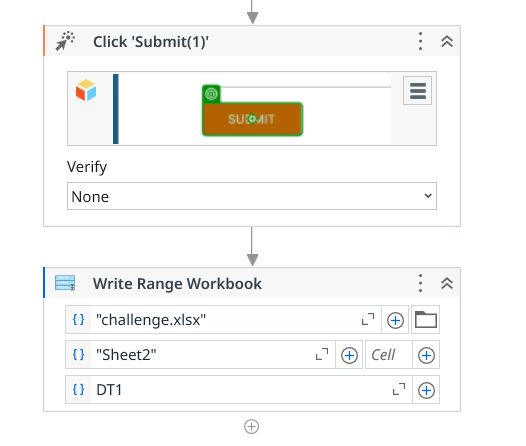 Click 'Submit(1)'
SUBMIT
Verify
None
Write Range Workbook
{ } "challenge.xlsx"
{ } "Sheet2" Cell
{ } DT1